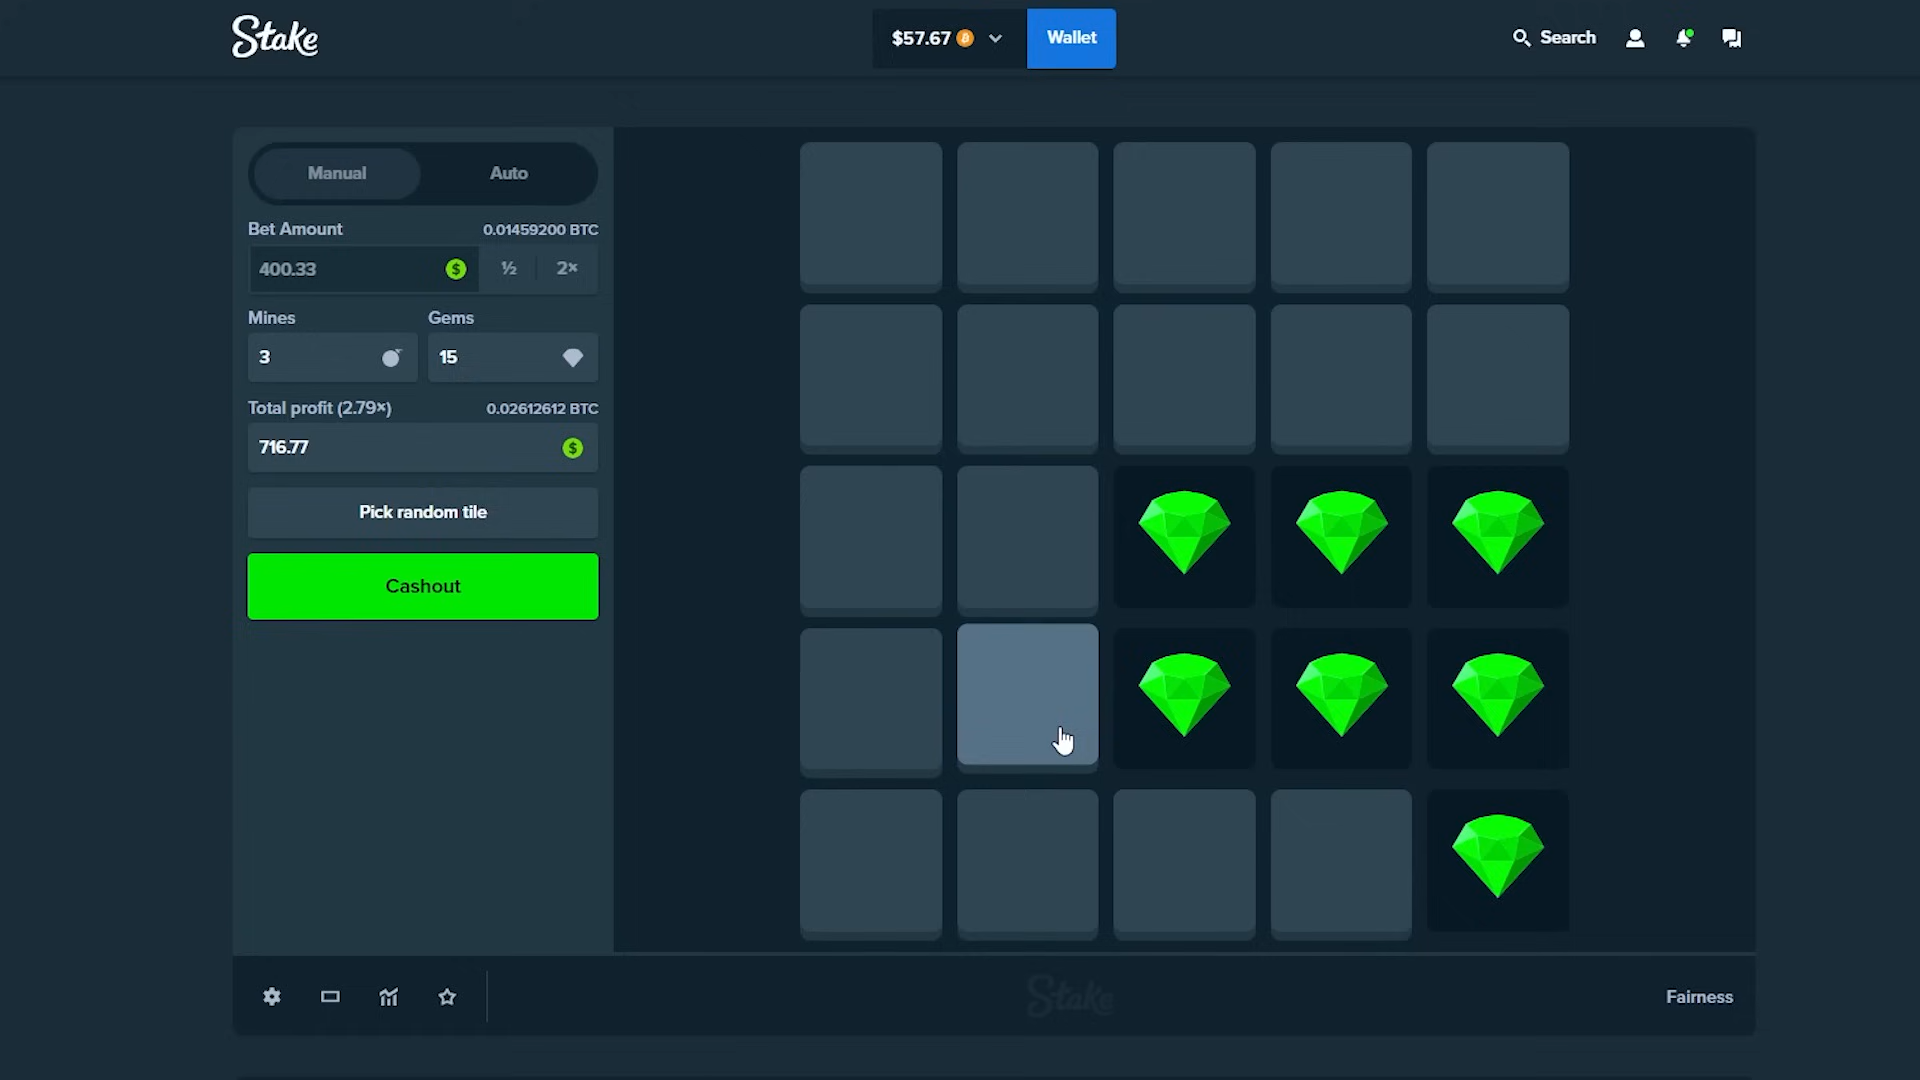 Stake
$57.67
Wallet
Search
Manual
Auto
Bet Amount
0.01459200 BTC
400.33
$
½
2×
Mines
Gems
3
15
Total profit (2.79×)
0.02612612 BTC
716.77
$
Pick random tile
Cashout
Stake
Fairness